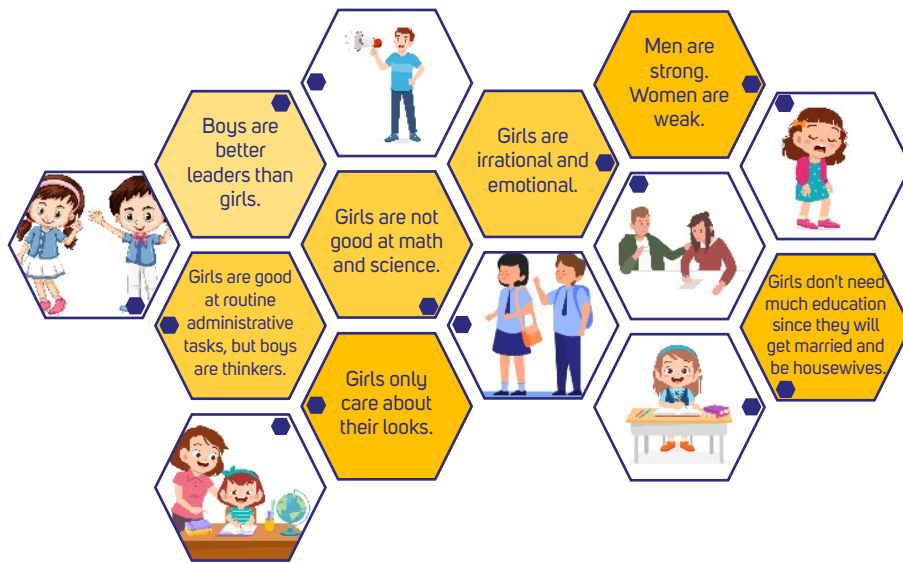 Men are
strong.
Women are
weak.
Boys are
better
leaders than
girls.
Girls are
irrational and
emotional.
Girls are not
good at math
and science.
Girls are good
at routine
administrative
tasks, but boys
are thinkers.
Girls don't need
much education
since they will
get married and
be housewives.
Girls only
care about
their looks.